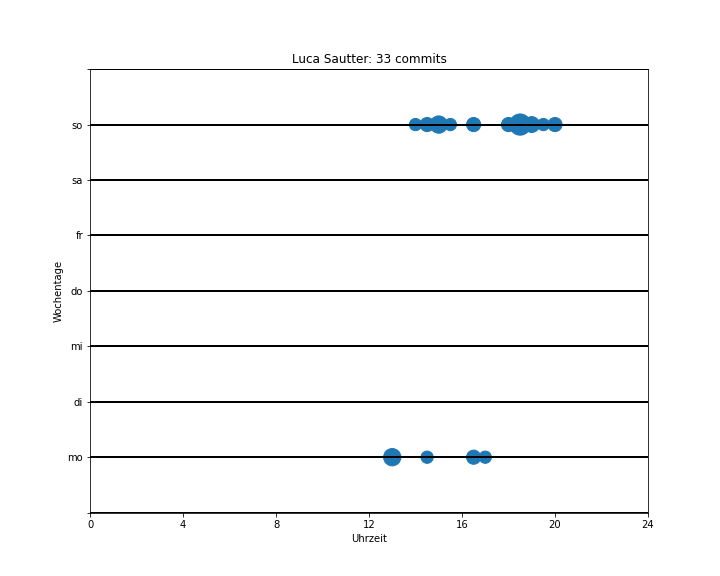 Luca Sautter: 33 commits
so
sa
fr
do
mi
di
mo
Wochentage
0 4 8 12 16 20 24
Uhrzeit